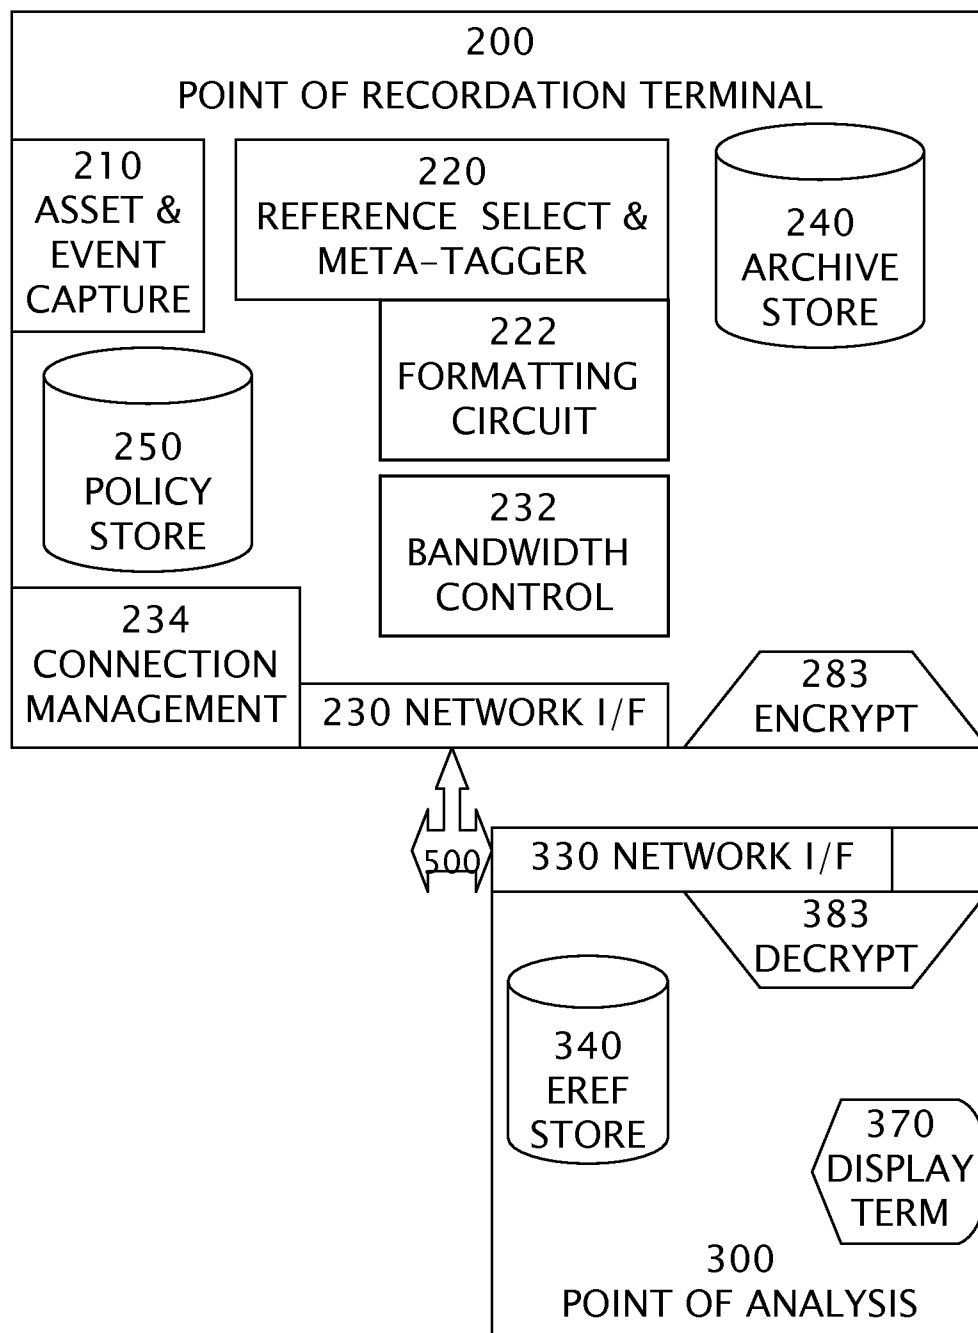 200
POINT OF RECORDATION TERMINAL
210
ASSET &
EVENT
CAPTURE
220
REFERENCE SELECT &
META-TAGGER
240
ARCHIVE
STORE
222
FORMATTING
CIRCUIT
250
POLICY
STORE
232
BANDWIDTH
CONTROL
234
CONNECTION
MANAGEMENT
230 NETWORK I/F
283
ENCRYPT
500
330 NETWORK I/F
383
DECRYPT
340
EREF
STORE
370
DISPLAY
TERM
300
POINT OF ANALYSIS